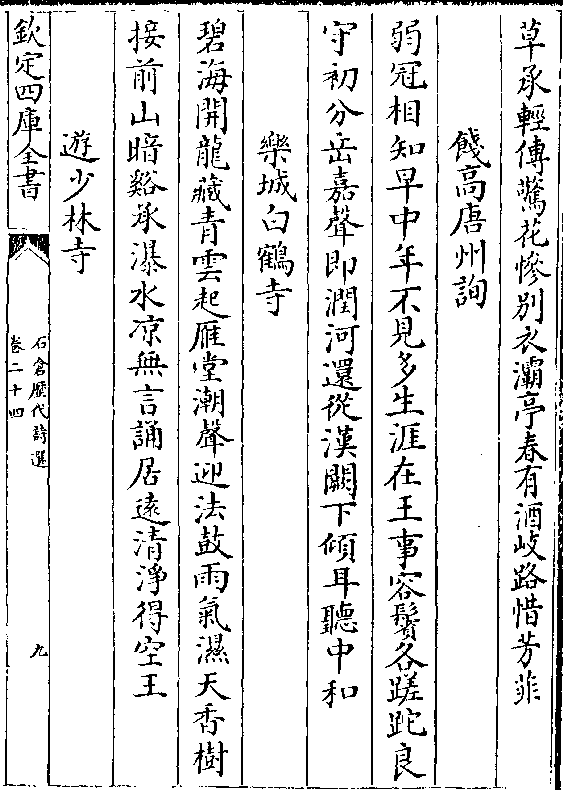 草承輕傳驚花慘別衣灞亭春有酒岐路惜芳菲
餞高唐州詢
弱冠相知早中年不見多生涯在王事容鬢各蹉跎良
守初分岳嘉聲即潤河還從漢闕下傾耳聽中和
樂城白鶴寺
碧海開龍藏青雲起雁堂潮聲迎法鼓雨氣濕天香樹
接前山暗谿承瀑水凉無言誦居遠清淨得空王
遊少林寺
欽定四庫全書
石倉歷代詩選
卷二十四
九